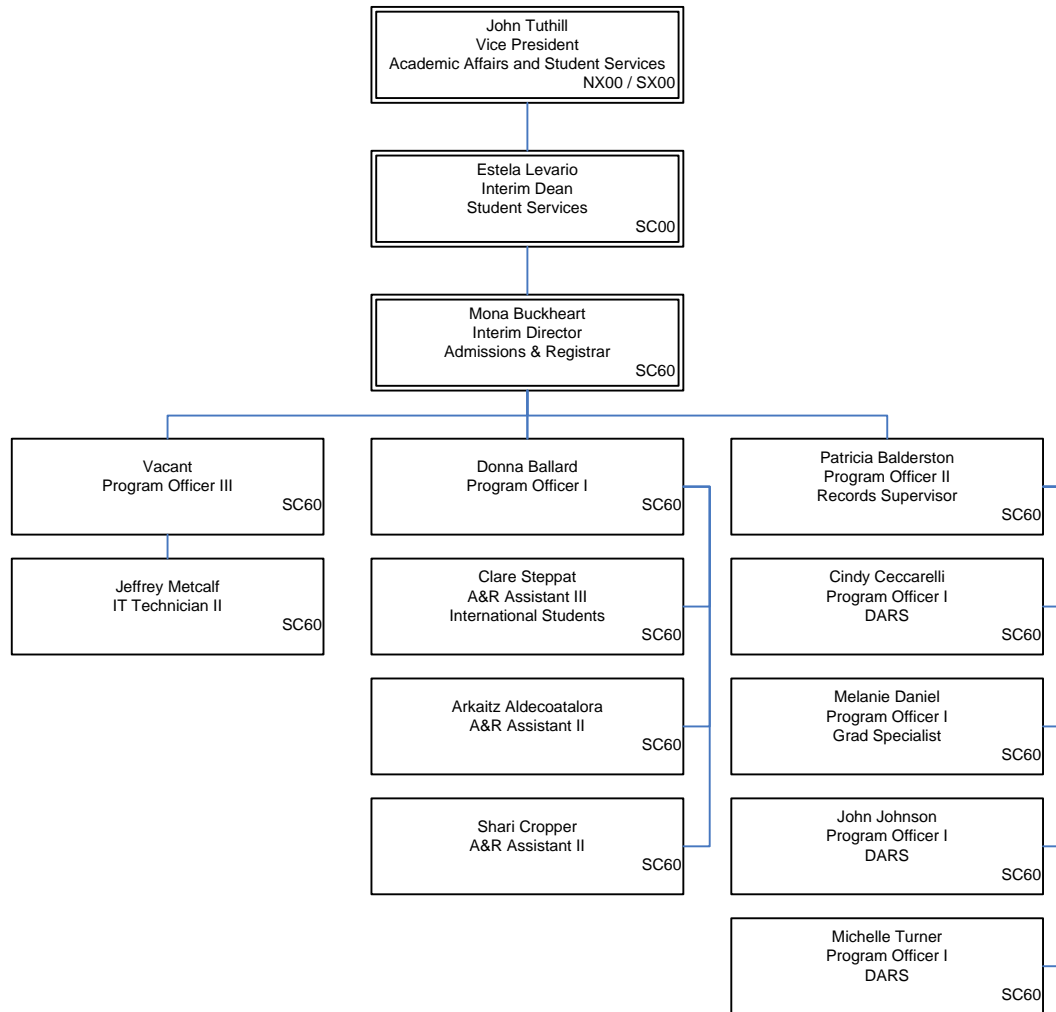 John Tuthill
Vice President
Academic Affairs and Student Services
NX00 / SX00
Estela Levario
Interim Dean
Student Services
SC00
Mona Buckheart
Interim Director
Admissions & Registrar
SC60
Vacant
Program Officer III
SC60
Jeffrey Metcalf
IT Technician II
SC60
Donna Ballard
Program Officer I
SC60
Clare Steppat
A&R Assistant III
International Students
SC60
Arkaitz Aldecoatalora
A&R Assistant II
SC60
Shari Cropper
A&R Assistant II
SC60
Patricia Balderston
Program Officer II
Records Supervisor
SC60
Cindy Ceccarelli
Program Officer I
DARS
SC60
Melanie Daniel
Program Officer I
Grad Specialist
SC60
John Johnson
Program Officer I
DARS
SC60
Michelle Turner
Program Officer I
DARS
SC60